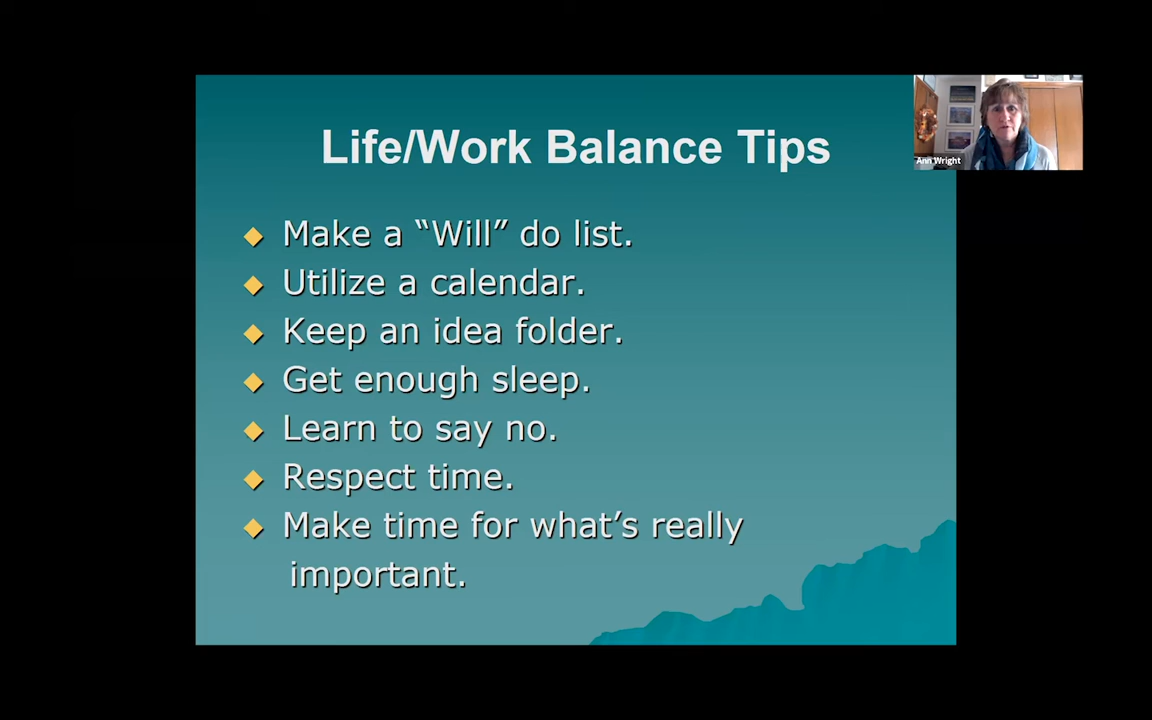 Life/Work Balance Tips
Ann Wright
Make a “Will” do list.
Utilize a calendar.
Keep an idea folder.
Get enough sleep.
Learn to say no.
Respect time.
Make time for what’s really
important.